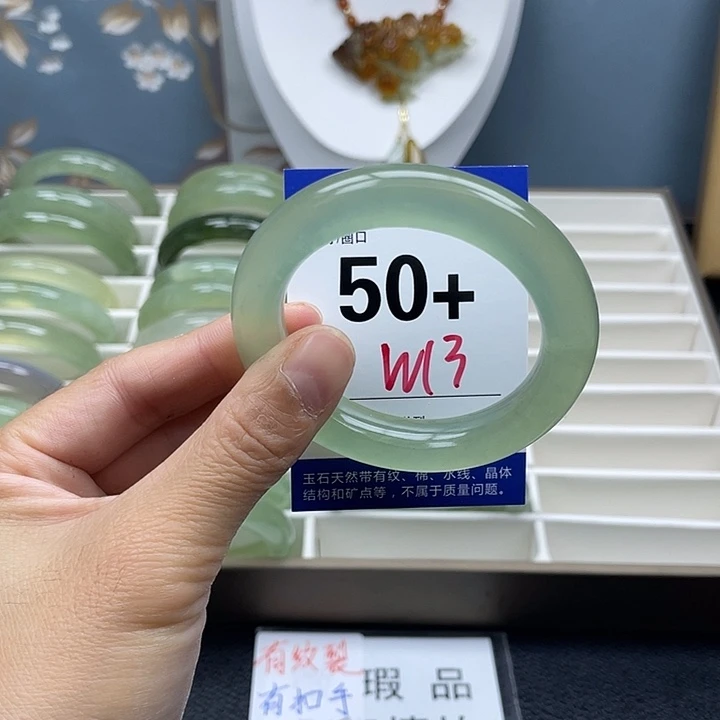 圈口
50+
W13
玉石天然带有纹、棉、水线、晶体
结构和矿点等，不属于质量问题。
有纹裂
有扣手
瑕 品